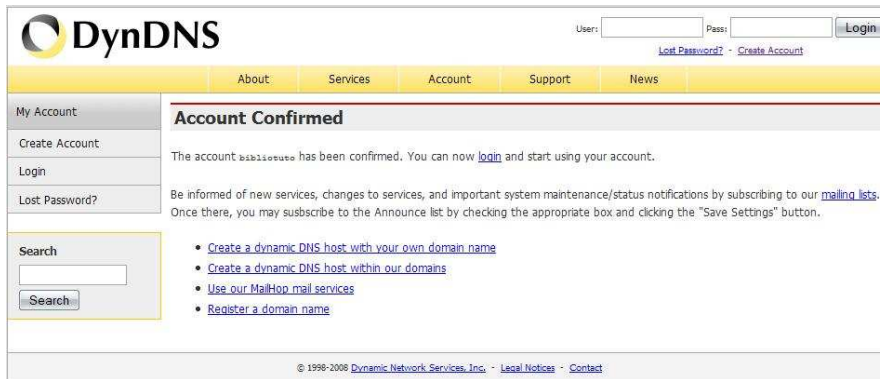 DynDNS
User: Pass: Login
Lost Password? - Create Account
About Services Account Support News
My Account
Create Account
Login
Lost Password?
Search
Search
Account Confirmed
The account bibliotuto has been confirmed. You can now login and start using your account.
Be informed of new services, changes to services, and important system maintenance/status notifications by subscribing to our mailing lists.
Once there, you may susbscribe to the Announce list by checking the appropriate box and clicking the "Save Settings" button.
• Create a dynamic DNS host with your own domain name
• Create a dynamic DNS host within our domains
• Use our MailHop mail services
• Register a domain name
© 1998-2008 Dynamic Network Services, Inc. - Legal Notices - Contact